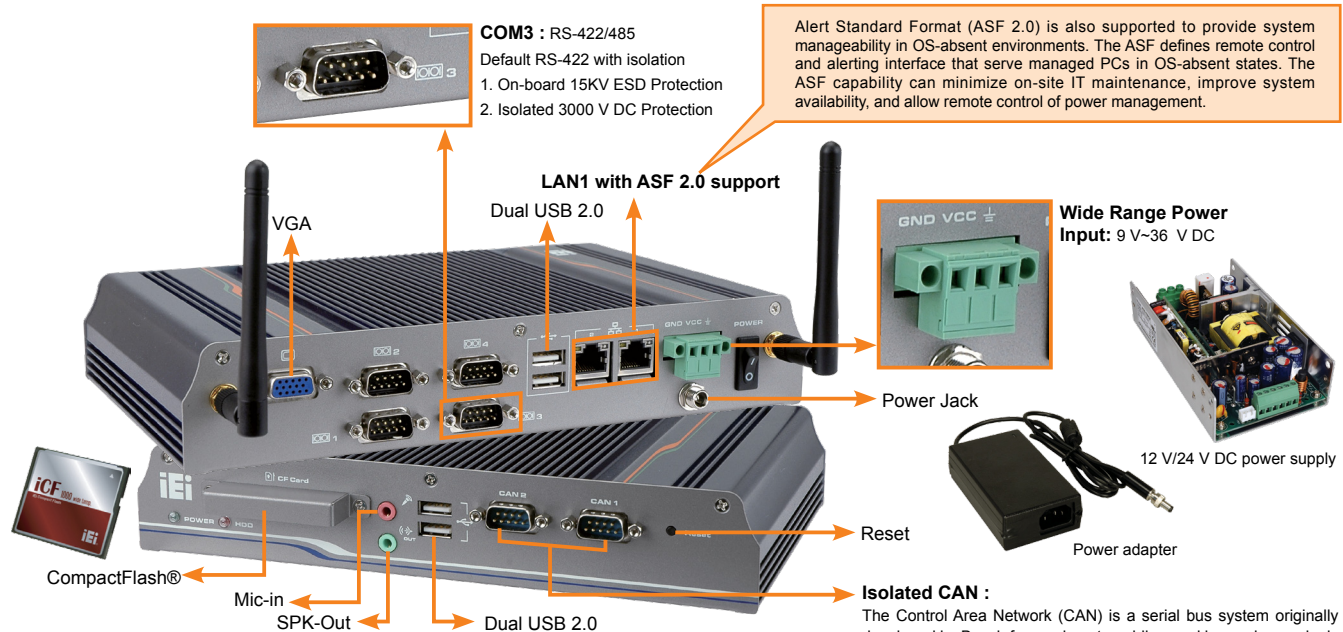 COM3 : RS-422/485
Default RS-422 with isolation
1. On-board 15KV ESD Protection
2. Isolated 3000 V DC Protection
3
Alert Standard Format (ASF 2.0) is also supported to provide system
manageability in OS-absent environments. The ASF defines remote control
and alerting interface that serve managed PCs in OS-absent states. The
ASF capability can minimize on-site IT maintenance, improve system
availability, and allow remote control of power management.
LAN1 with ASF 2.0 support
Dual USB 2.0
VGA
GND VCC
Wide Range Power
Input: 9 V~36 V DC
2
4
2
GND VCC
POWER
1
3
Power Jack
12 V/24 V DC power supply
Power adapter
iCF
iEi
iEi
CF Card
POWER
HDD
OUT
CAN 2
CAN 1
Reset
Reset
CompactFlash®
Mic-in
SPK-Out
Dual USB 2.0
Isolated CAN :
The Control Area Network (CAN) is a serial bus system originally